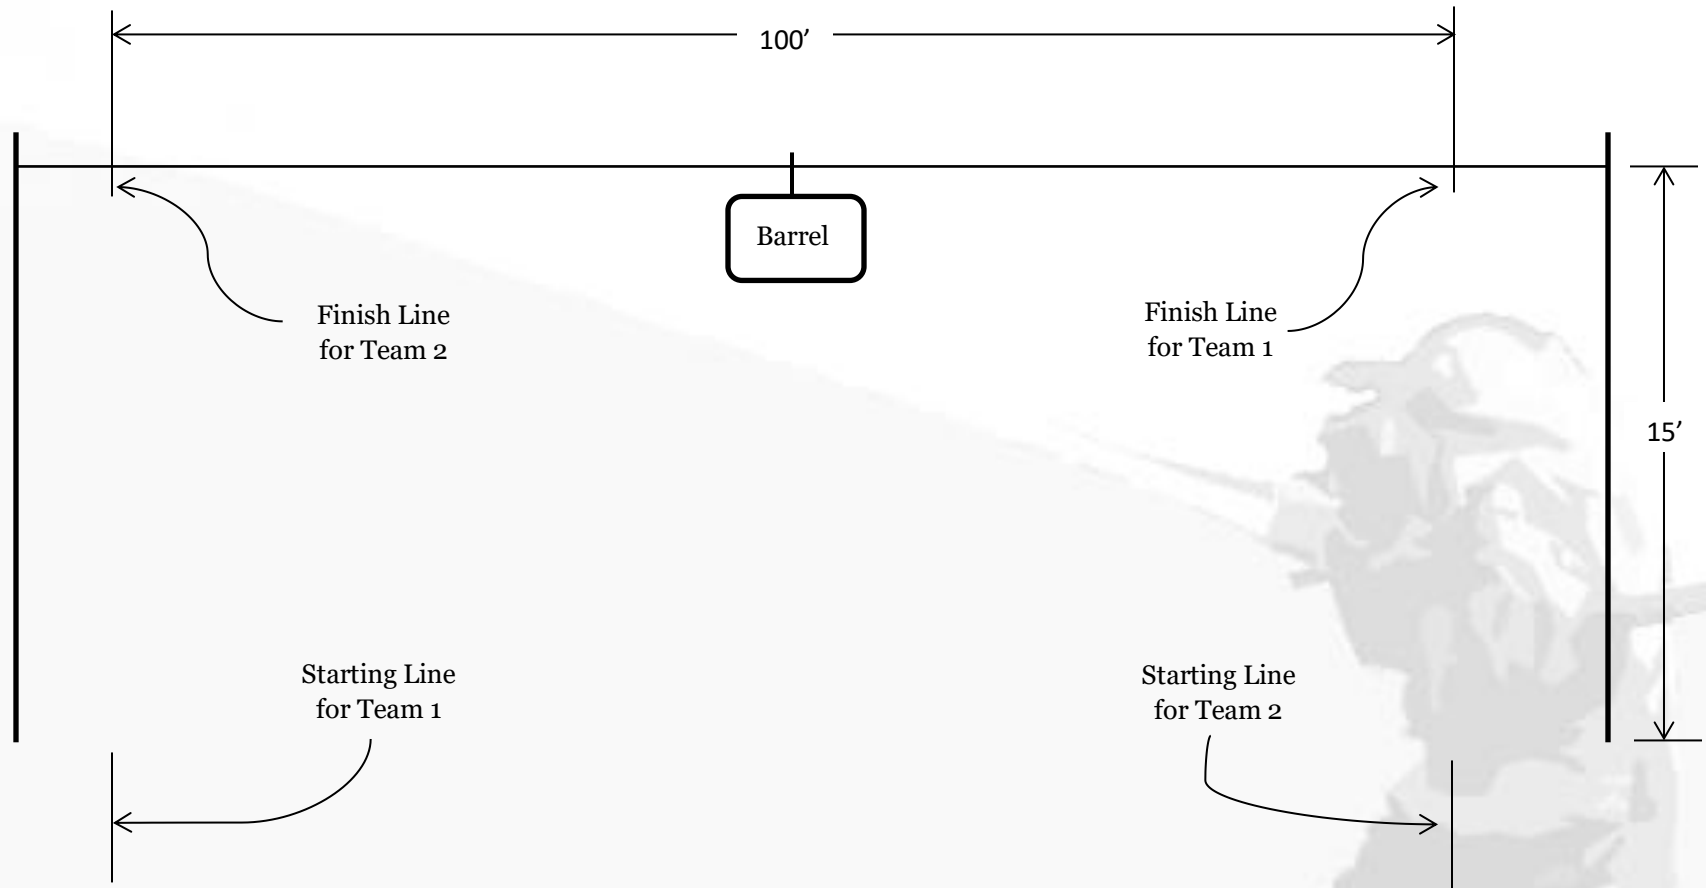 100’
Barrel
Finish Line
for Team 2
Finish Line
for Team 1
15’
Starting Line
for Team 1
Starting Line
for Team 2